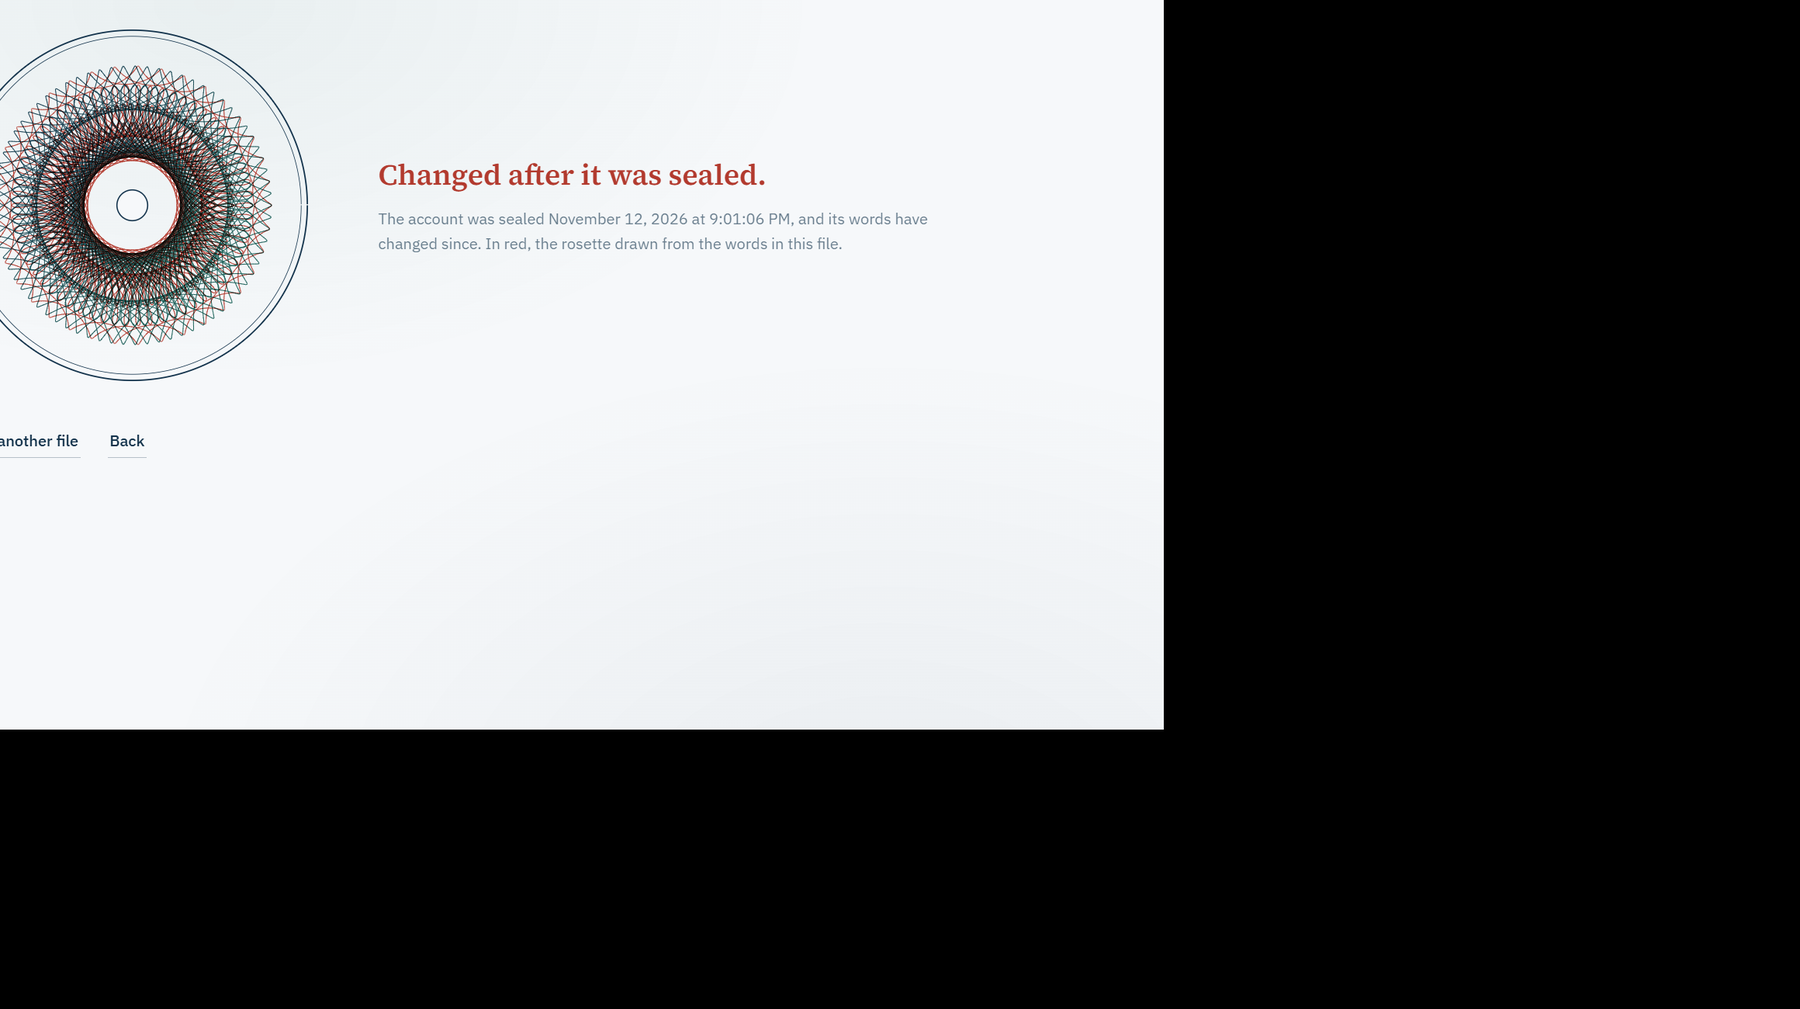 Changed after it was sealed.
The account was sealed November 12, 2026 at 9:01:06 PM, and its words have
changed since. In red, the rosette drawn from the words in this file.
another file
Back